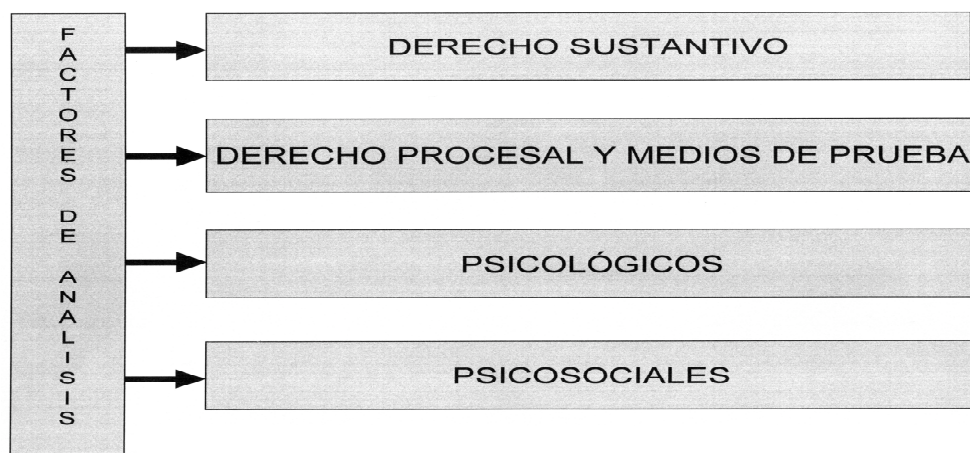 FACTORES DE ANALISIS
DERECHO SUSTANTIVO
DERECHO PROCESAL Y MEDIOS DE PRUEBA
PSICOLÓGICOS
PSICOSOCIALES